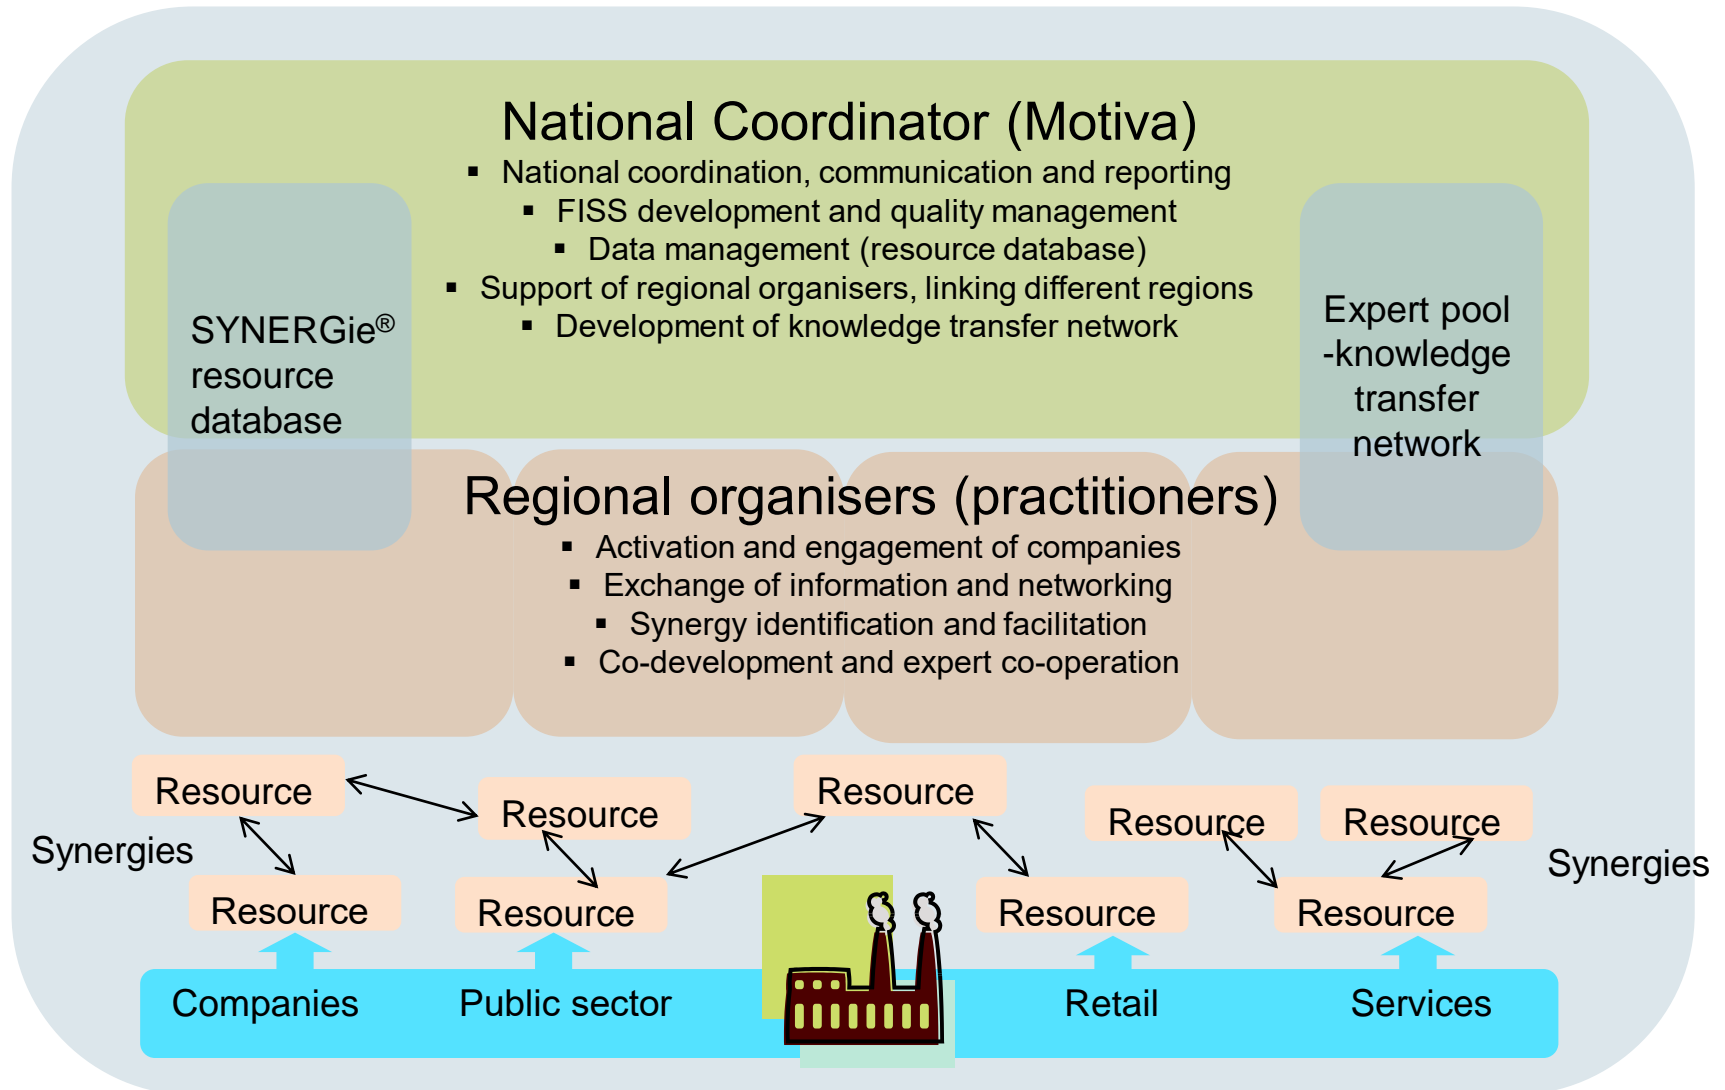 National Coordinator (Motiva)
▪ National coordination, communication and reporting
▪ FISS development and quality management
▪ Data management (resource database)
▪ Support of regional organisers, linking different regions
▪ Development of knowledge transfer network
SYNERGie®
resource
database
Expert pool
-knowledge
transfer
network
Regional organisers (practitioners)
▪ Activation and engagement of companies
▪ Exchange of information and networking
▪ Synergy identification and facilitation
▪ Co-development and expert co-operation
Resource
Resource
Resource
Resource
Resource
Synergies
Synergies
Resource
Resource
Resource
Resource
Companies
Public sector
Retail
Services